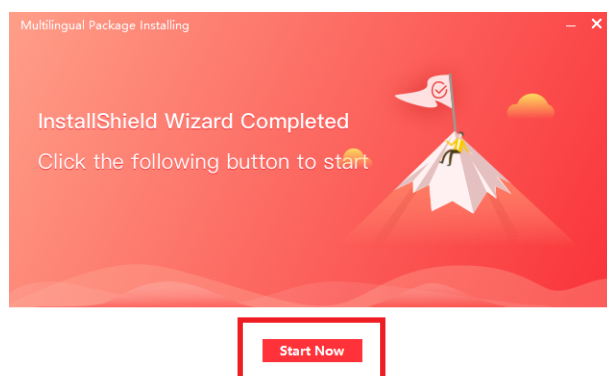 Multilingual Package Installing
InstallShield Wizard Completed
Click the following button to start
Start Now